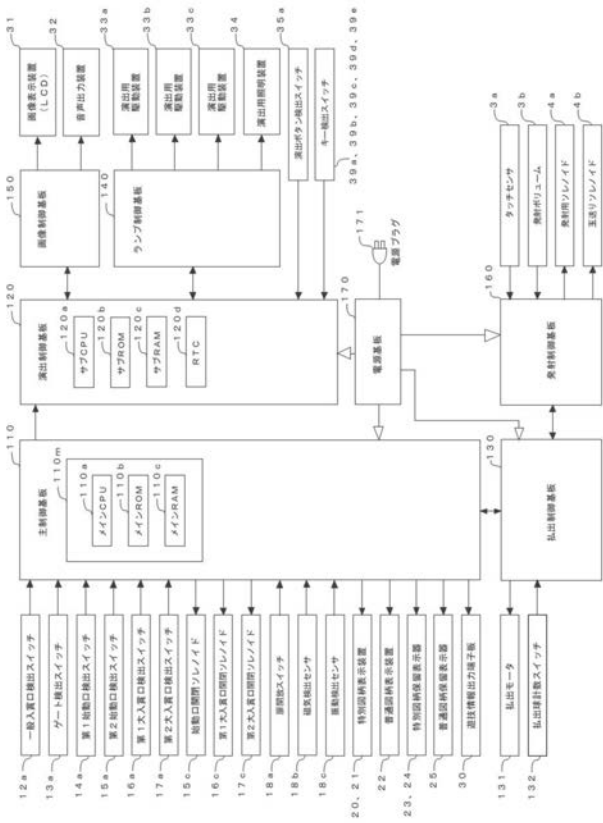 12a
一般入賞口検出スイッチ
13a
ゲート検出スイッチ
14a
第1始動口検出スイッチ
15a
第2始動口検出スイッチ
16a
第1大入賞口検出スイッチ
17a
第2大入賞口検出スイッチ
15c
始動口開閉ソレノイド
16c
第1大入賞口開閉ソレノイド
17c
第2大入賞口開閉ソレノイド
18a
扉開放スイッチ
18b
磁気検出センサ
18c
振動検出センサ
20、21
特別図柄表示装置
22
普通図柄表示装置
23、24
特別図柄保留表示器
25
普通図柄保留表示器
30
遊技情報出力端子板
131
払出モータ
132
払出球計数スイッチ
110
主制御基板
110m
110a
メインCPU
110b
メインROM
110c
メインRAM
130
払出制御基板
120
演出制御基板
120a
サブCPU
120b
サブROM
120c
サブRAM
120d
RTC
170
電源基板
171
電源プラグ
160
発射制御基板
150
画像制御基板
140
ランプ制御基板
31
画像表示装置
(LCD)
32
音声出力装置
33a
演出用
駆動装置
33b
演出用
駆動装置
33c
演出用
駆動装置
34
演出用照明装置
35a
演出ボタン検出スイッチ
キー検出スイッチ
39a、39b、39c、39d、39e
3a
タッチセンサ
3b
発射ボリューム
4a
発射用ソレノイド
4b
玉送りソレノイド